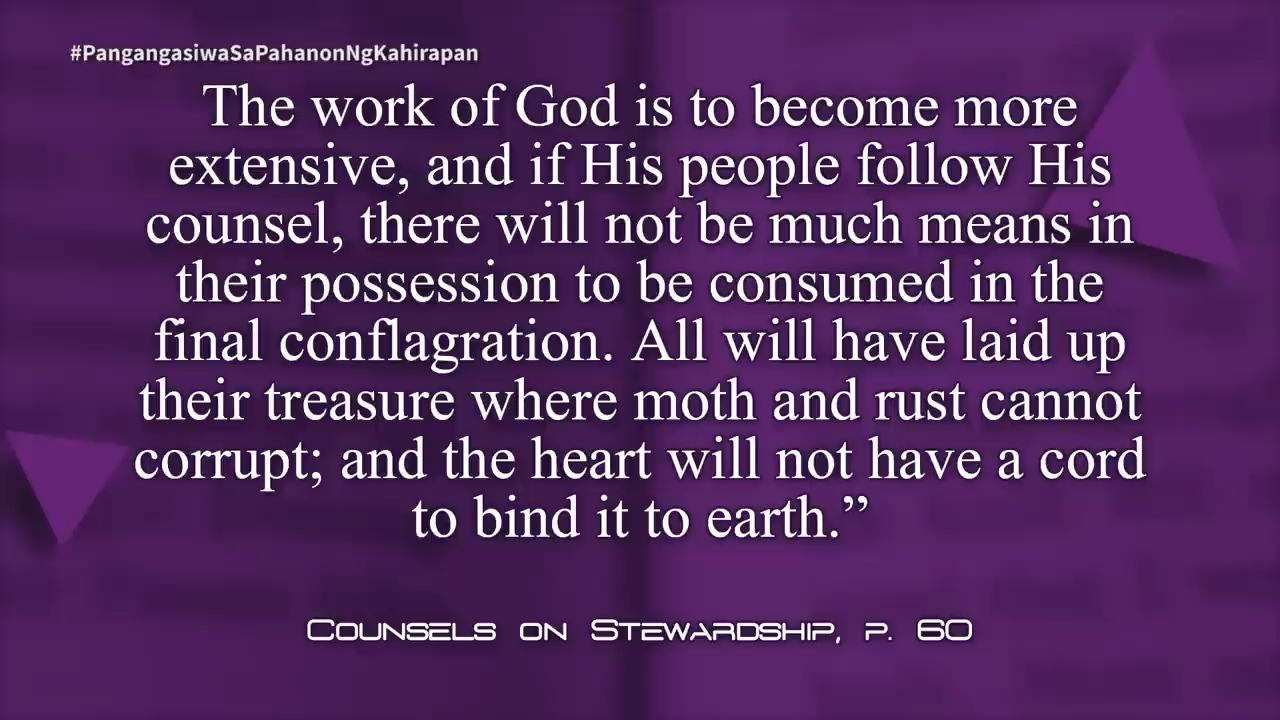 #PangangasiwaSaPahanonNgKahirapan
The work of God is to become more
extensive, and if His people follow His
counsel, there will not be much means in
their possession to be consumed in the
final conflagration. All will have laid up
their treasure where moth and rust cannot
corrupt; and the heart will not have a cord
to bind it to earth.”
Counsels on Stewardship, p. 60